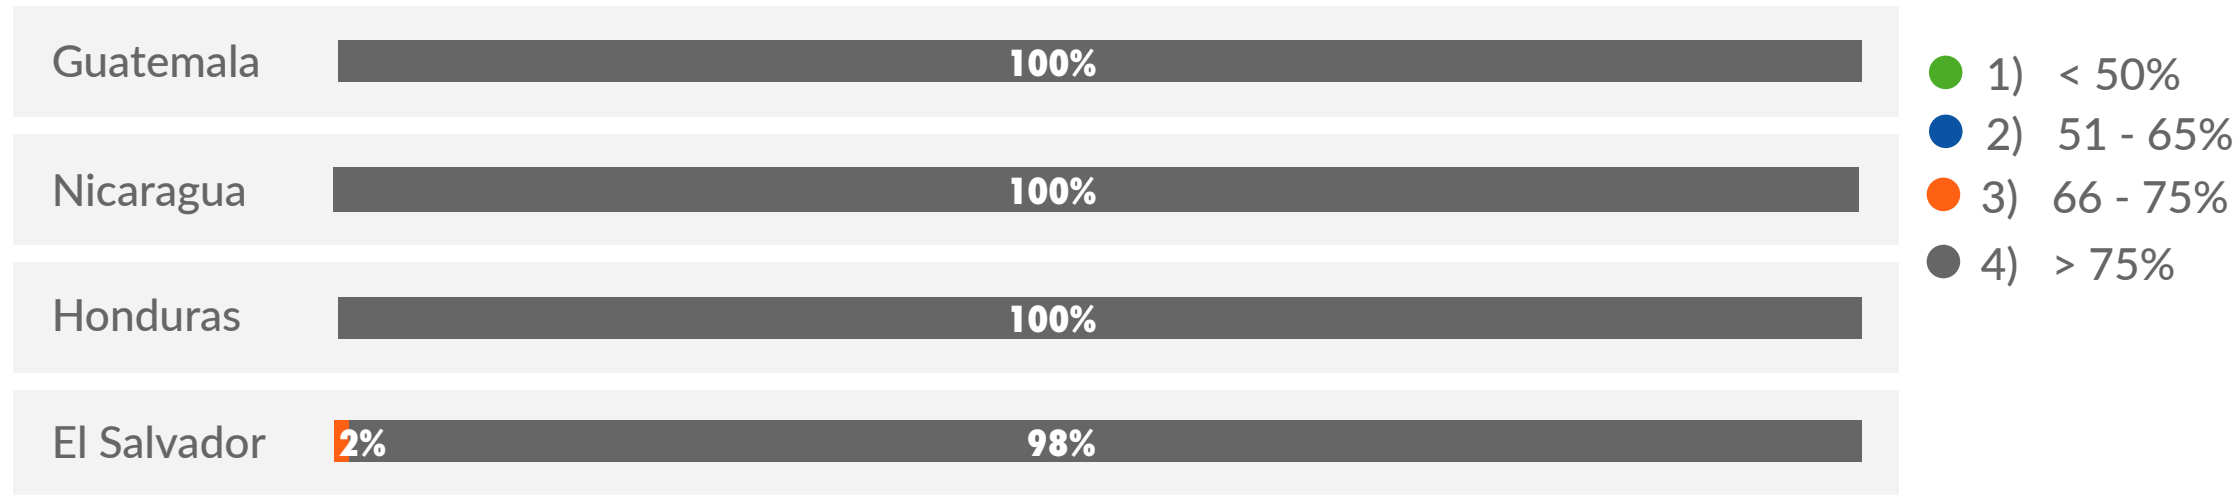 Guatemala 100%
Nicaragua 100%
Honduras 100%
El Salvador 2% 98%
1) < 50%
2) 51 - 65%
3) 66 - 75%
4) > 75%